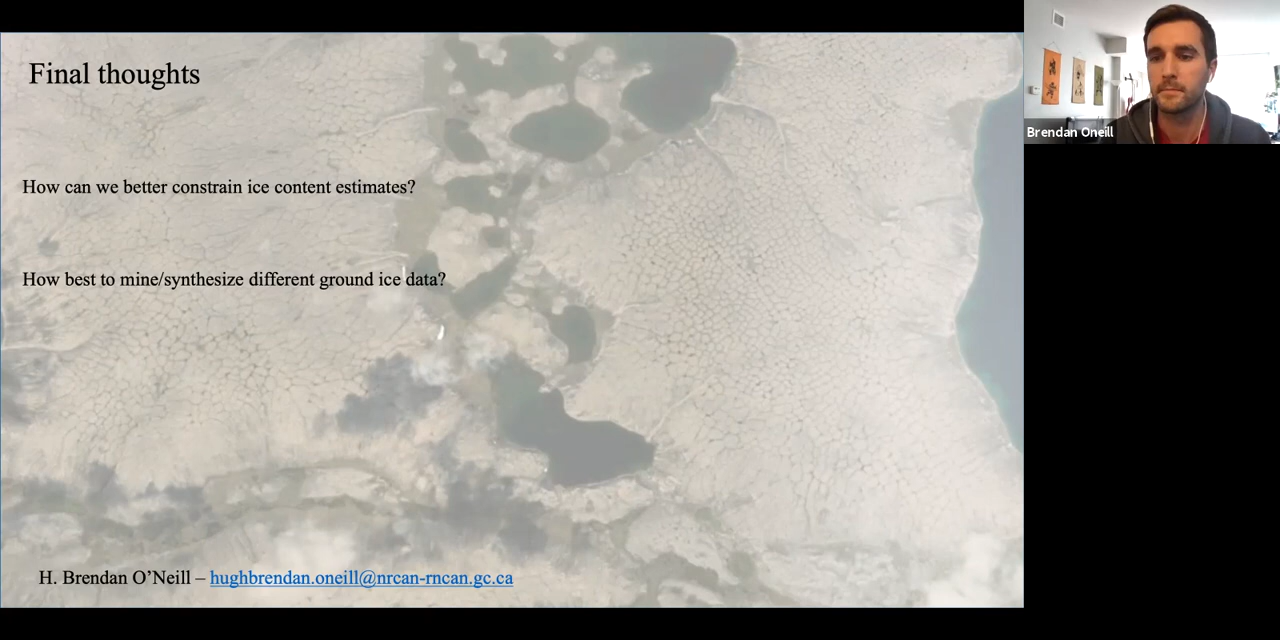 Final thoughts
How can we better constrain ice content estimates?
How best to mine/synthesize different ground ice data?
H. Brendan O’Neill – hughbrendan.oneill@nrcan-rncan.gc.ca
Brendan Oneill